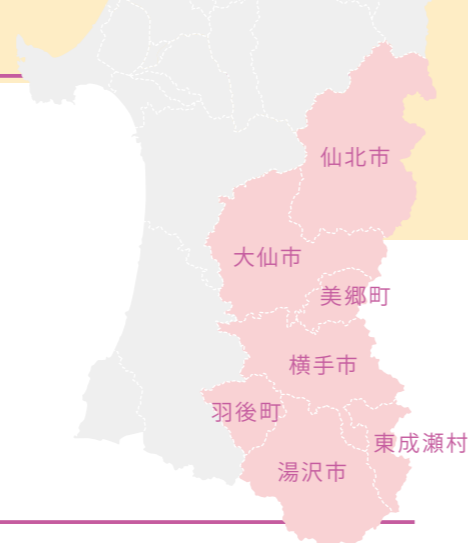 仙北市
大仙市
美郷町
横手市
羽後町
東成瀬村
湯沢市